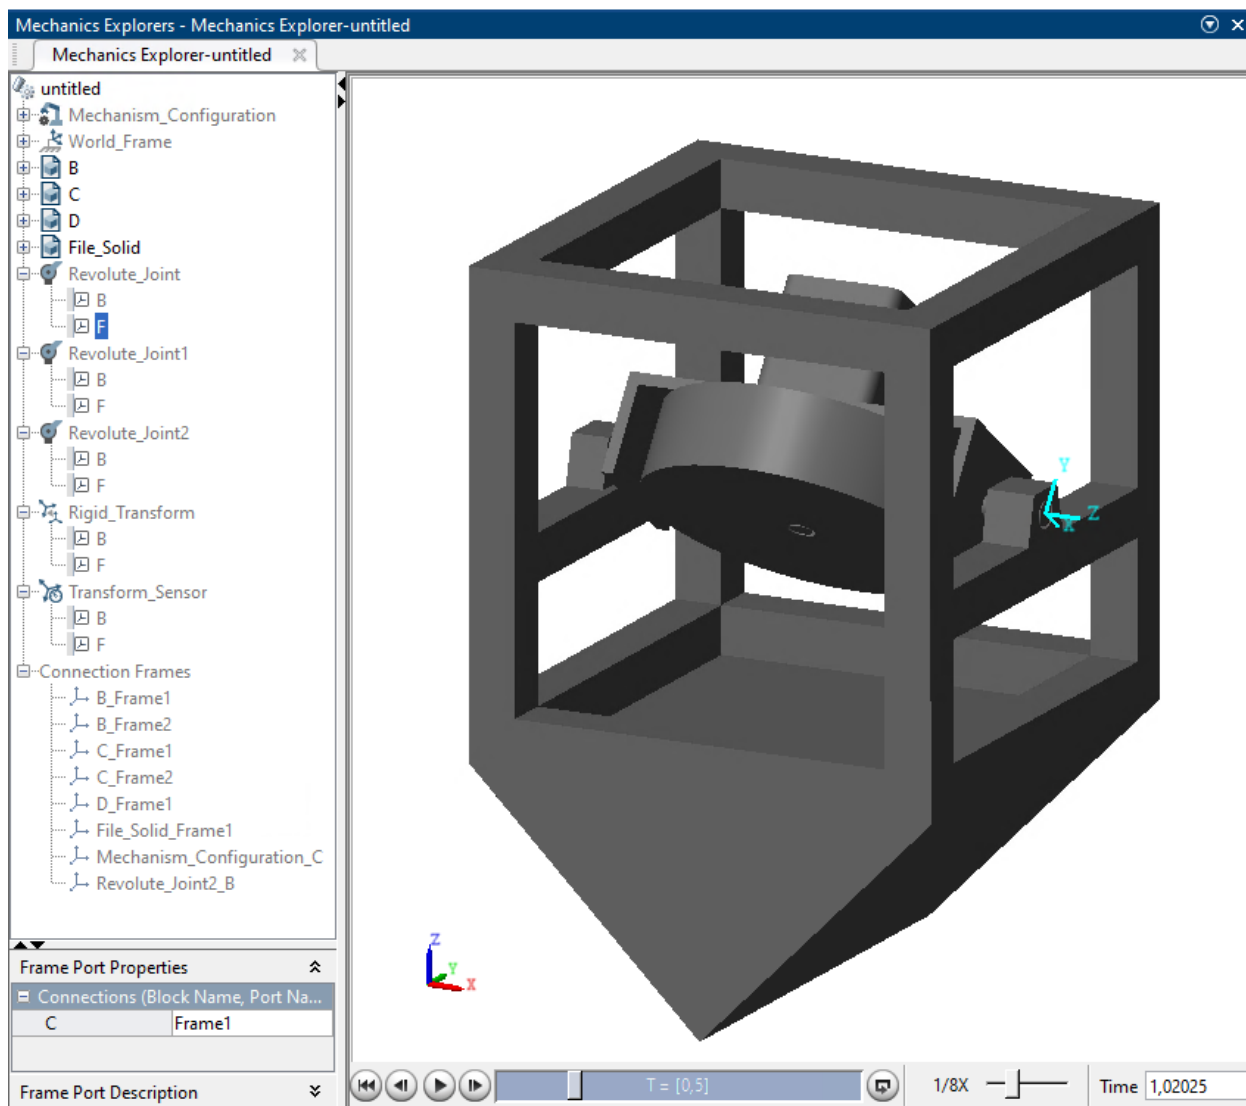 Mechanics Explorers - Mechanics Explorer-untitled
Mechanics Explorer-untitled
untitled
Mechanism_Configuration
World_Frame
B
C
D
File_Solid
Revolute_Joint
B
F
Revolute_Joint1
B
F
Revolute_Joint2
B
F
Rigid_Transform
B
F
Transform_Sensor
B
F
Connection Frames
B_Frame1
B_Frame2
C_Frame1
C_Frame2
D_Frame1
File_Solid_Frame1
Mechanism_Configuration_C
Revolute_Joint2_B
Frame Port Properties
Connections (Block Name, Port Na...
C Frame1
Frame Port Description
Y
Z
X
Z
Y
X
T = [0,5]
1/8X
Time 1,02025